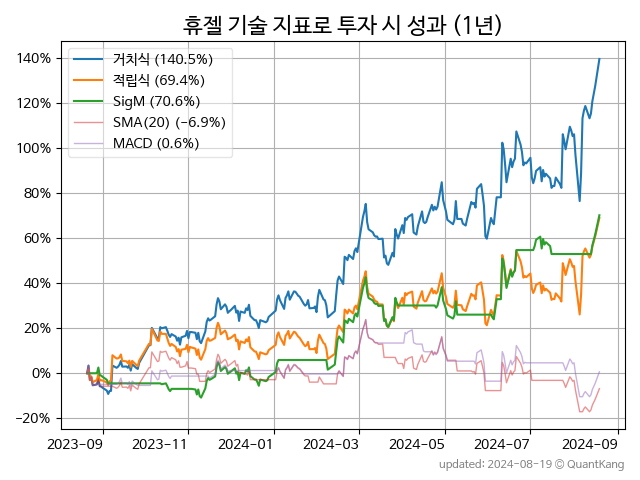 휴젤 기술 지표로 투자 시 성과 (1년)
거치식 (140.5%)
적립식 (69.4%)
SigM (70.6%)
SMA(20) (−6.9%)
MACD (0.6%)
140%
120%
100%
80%
60%
40%
20%
0%
−20%
2023-09 2023-11 2024-01 2024-03 2024-05 2024-07 2024-09
updated: 2024-08-19 © QuantKang